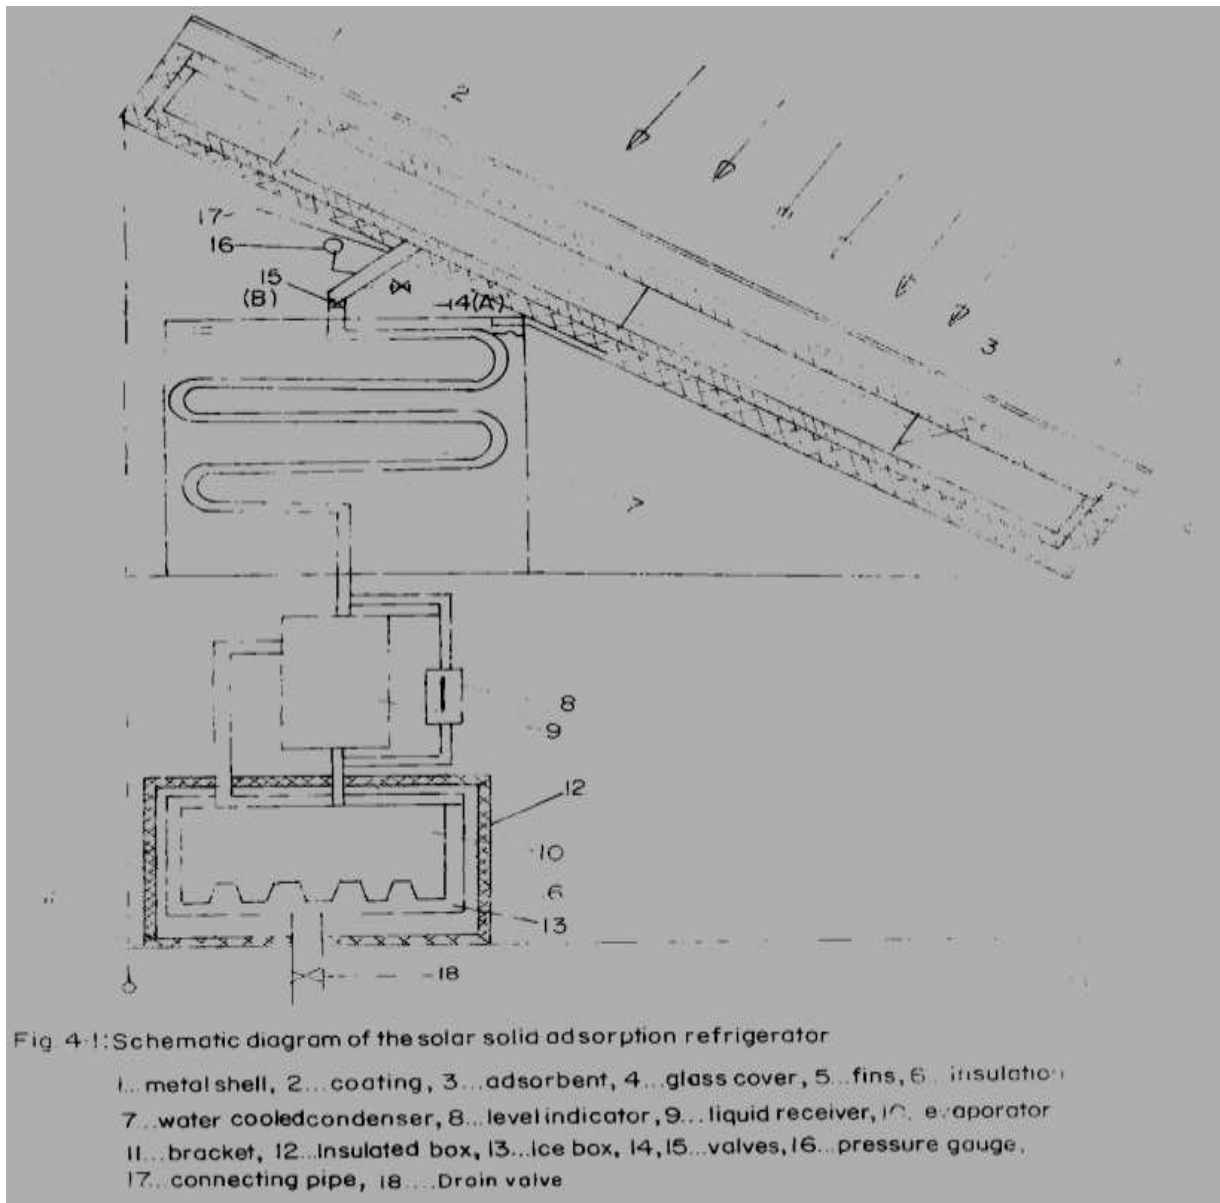 2
17
16
15
(B)
14(A)
3
7
8
9
12
10
6
13
18
Fig. 4.1: Schematic diagram of the solar solid adsorption refrigerator
1... metal shell, 2...coating, 3...adsorbent, 4...glass cover, 5...fins, 6... insulation
7...water cooled condenser, 8...level indicator, 9...liquid receiver, 10.. evaporator
11...bracket, 12...Insulated box, 13...ice box, 14,15...valves, 16...pressure gauge,
17...connecting pipe, 18....Drain valve